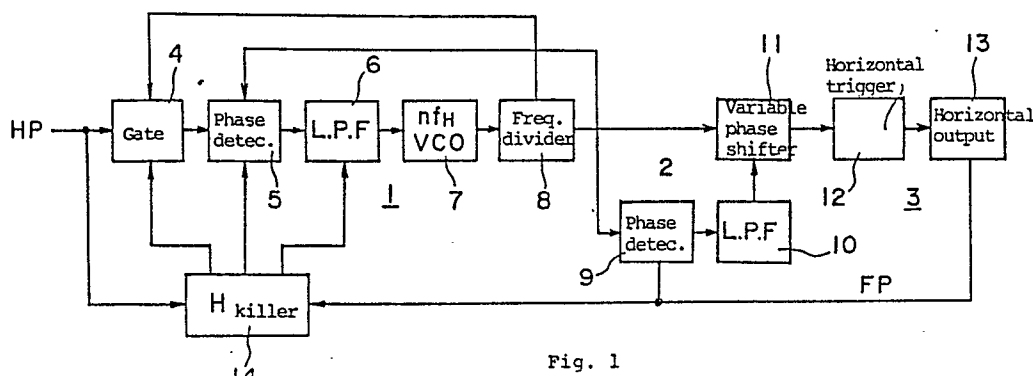 4
5
6
7
8
9
10
11
12
13
14
HP
Gate
Phase
detec.
L.P.F
nfH
VCO
Freq.
divider
1
2
3
Variable
phase
shifter
Horizontal
trigger
Horizontal
output
Phase
detec.
L.P.F
FP
H killer
Fig. 1